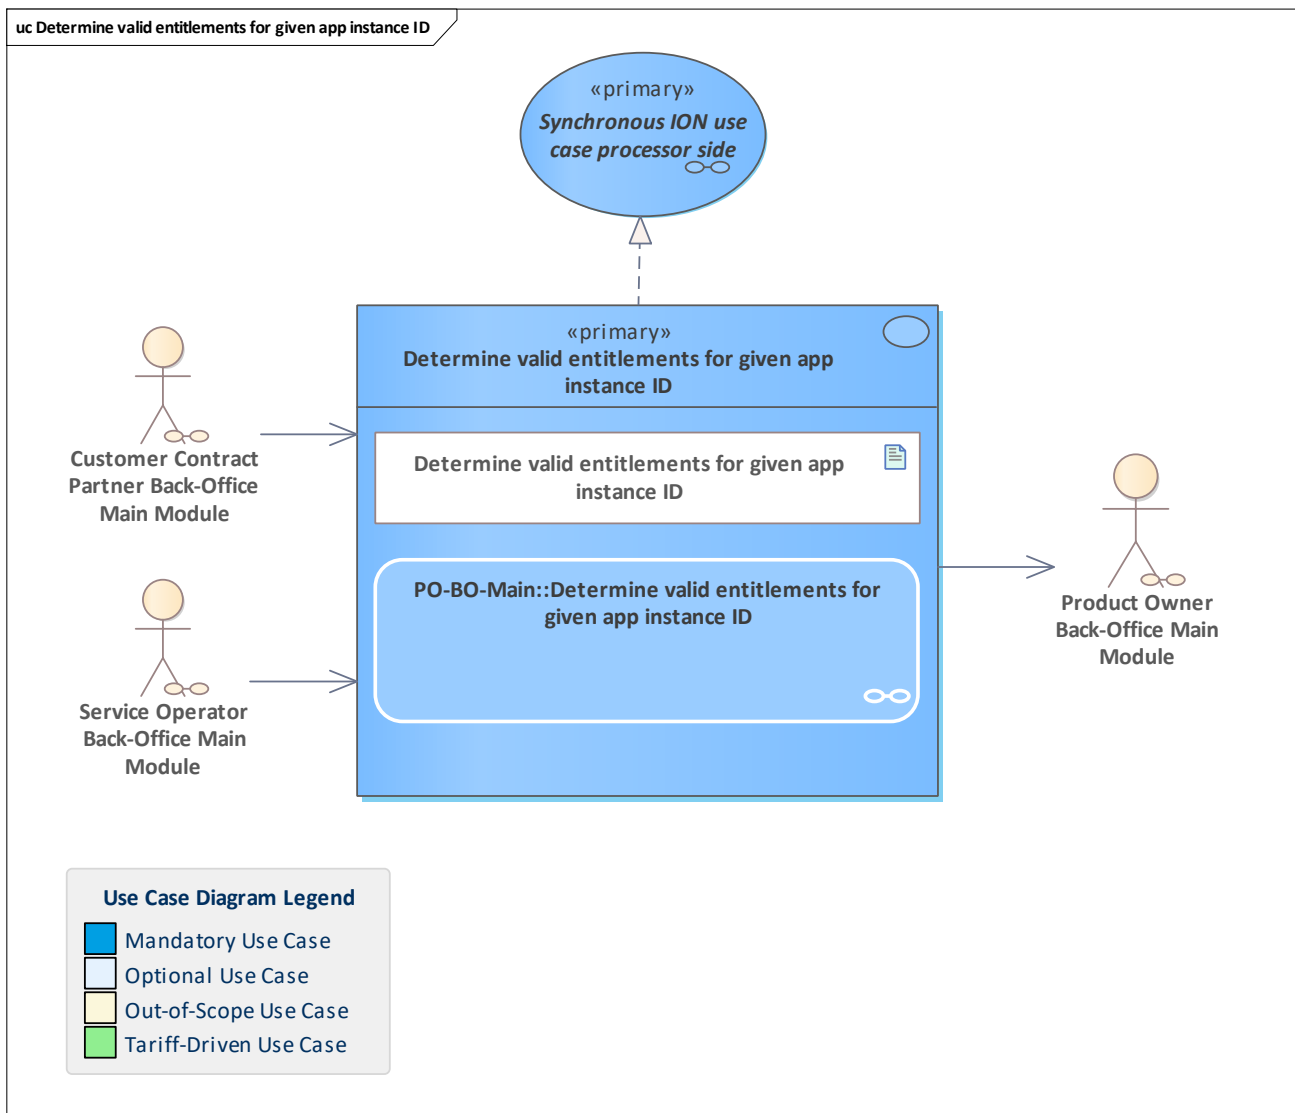 uc Determine valid entitlements for given app instance ID
«primary»
Synchronous ION use
case processor side
«primary»
Determine valid entitlements for given app
instance ID
Customer Contract
Partner Back-Office
Main Module
Determine valid entitlements for given app
instance ID
PO-BO-Main::Determine valid entitlements for
given app instance ID
Product Owner
Back-Office Main
Module
Service Operator
Back-Office Main
Module
Use Case Diagram Legend
Mandatory Use Case
Optional Use Case
Out-of-Scope Use Case
Tariff-Driven Use Case